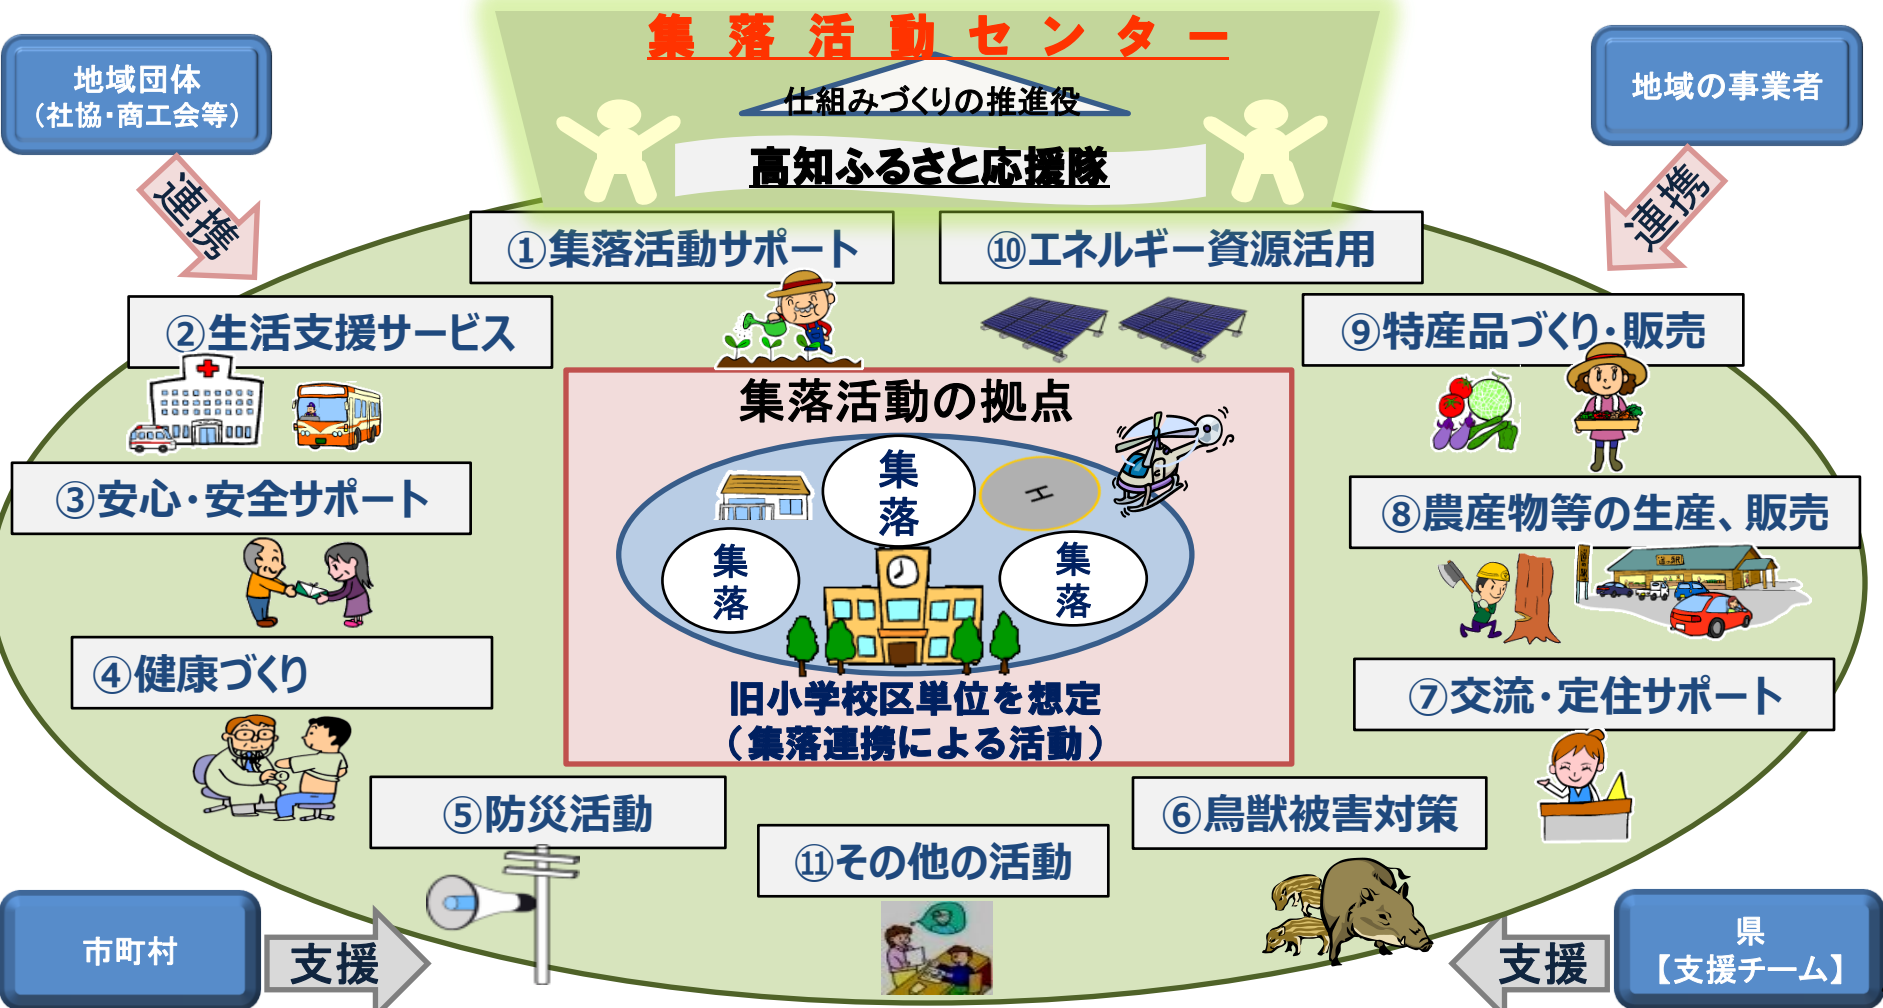 集落活動センター
仕組みづくりの推進役
高知ふるさと応援隊
地域団体
（社協・商工会等）
地域の事業者
連携
連携
①集落活動サポート
⑩エネルギー資源活用
②生活支援サービス
⑨特産品づくり・販売
集落活動の拠点
集落
H
集落
集落
③安心・安全サポート
⑧農産物等の生産、販売
④健康づくり
⑦交流・定住サポート
旧小学校区単位を想定
（集落連携による活動）
⑤防災活動
⑥鳥獣被害対策
⑪その他の活動
市町村
支援
支援
県
【支援チーム】